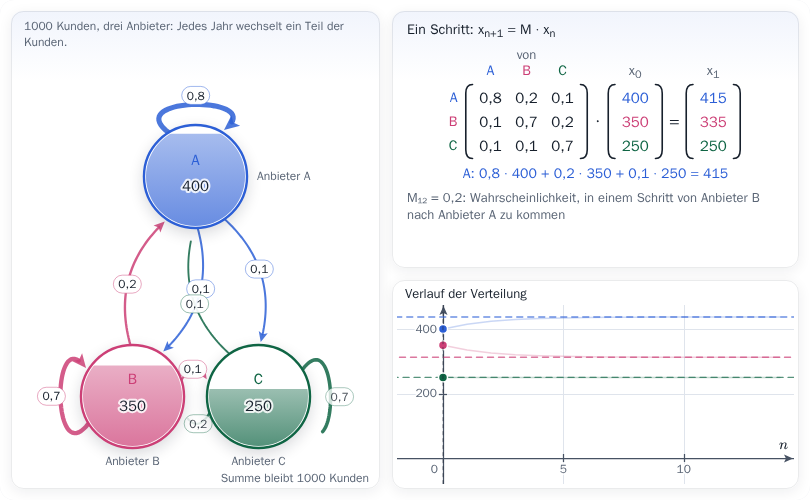 1000 Kunden, drei Anbieter: Jedes Jahr wechselt ein Teil der
Kunden.
0,8
A
400
Anbieter A
0,2
0,1
0,1
0,1
B
350
0,7
0,1
0,2
C
250
0,7
Anbieter B
Anbieter C
Summe bleibt 1000 Kunden
Ein Schritt: xₙ₊₁ = M · xₙ
von
A B C x₀ x₁
A 0,8 0,2 0,1 400 415
B 0,1 0,7 0,2 · 350 = 335
C 0,1 0,1 0,7 250 250
A: 0,8 · 400 + 0,2 · 350 + 0,1 · 250 = 415
M₁₂ = 0,2: Wahrscheinlichkeit, in einem Schritt von Anbieter B
nach Anbieter A zu kommen
Verlauf der Verteilung
400
200
n
0 5 10